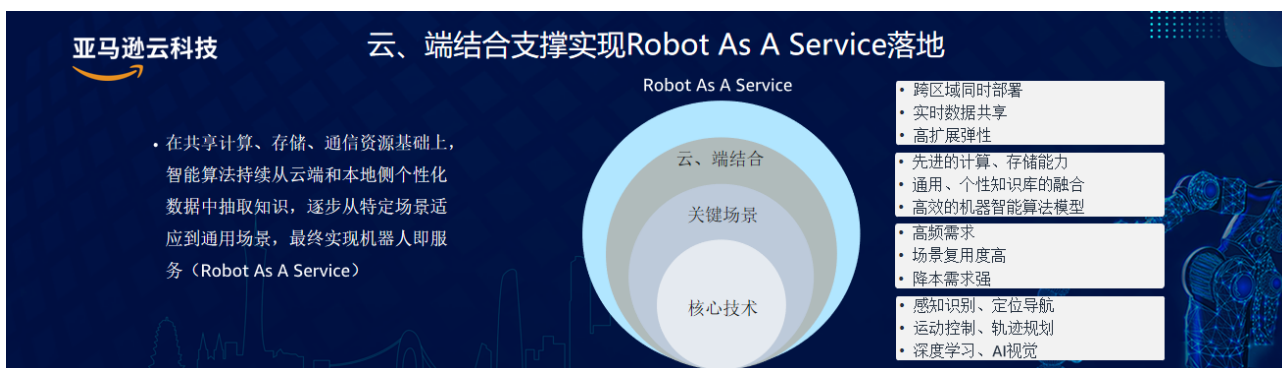 亚马逊云科技
云、端结合支撑实现Robot As A Service落地
• 在共享计算、存储、通信资源基础上，
智能算法持续从云端和本地侧个性化
数据中抽取知识，逐步从特定场景适
应到通用场景，最终实现机器人即服
务（Robot As A Service）
Robot As A Service
云、端结合
关键场景
核心技术
• 跨区域同时部署
• 实时数据共享
• 高扩展弹性
• 先进的计算、存储能力
• 通用、个性知识库的融合
• 高效的机器智能算法模型
• 高频需求
• 场景复用度高
• 降本需求强
• 感知识别、定位导航
• 运动控制、轨迹规划
• 深度学习、AI视觉